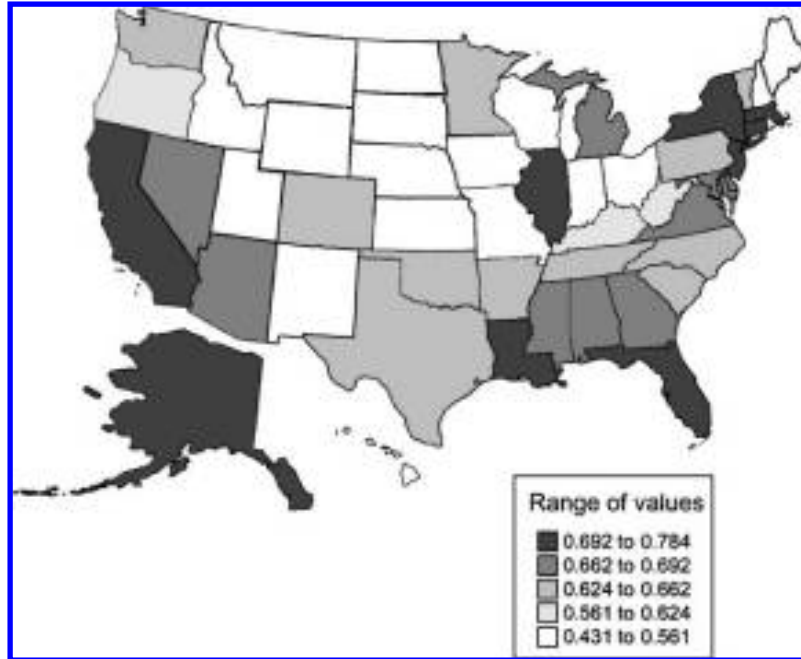 Range of values
0.692 to 0.784
0.662 to 0.692
0.624 to 0.662
0.561 to 0.624
0.431 to 0.561